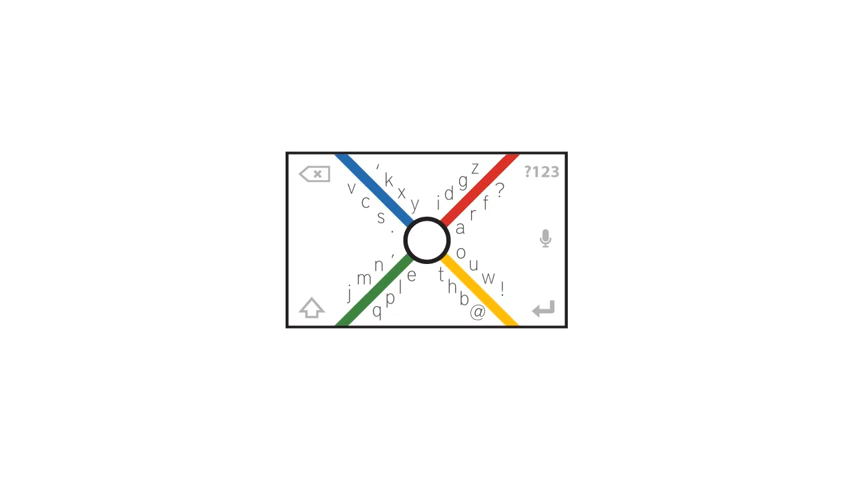 ' k x y
v c s .
i d g z
a r f ?
?123
, n m j
e l p q
o u w !
t h b @